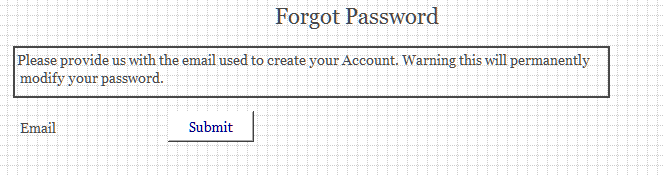 Forgot Password
Please provide us with the email used to create your Account. Warning this will permanently
modify your password.
Email
Submit